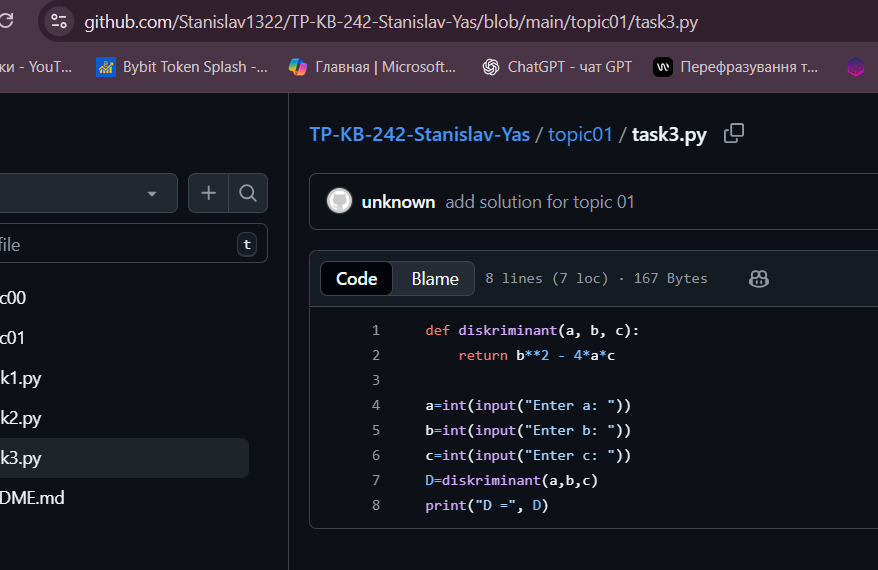 github.com/Stanislav1322/TP-KB-242-Stanislav-Yas/blob/main/topic01/task3.py
ки - YouT... Bybit Token Splash -... Главная | Microsoft... ChatGPT - чат GPT Перефразування т...
TP-KB-242-Stanislav-Yas / topic01 / task3.py
unknown add solution for topic 01
file t
Code Blame 8 lines (7 loc) · 167 Bytes
c00
c01
k1.py
k2.py
k3.py
DME.md
1 def diskriminant(a, b, c):
2 return b**2 - 4*a*c
3
4 a=int(input("Enter a: "))
5 b=int(input("Enter b: "))
6 c=int(input("Enter c: "))
7 D=diskriminant(a,b,c)
8 print("D =", D)